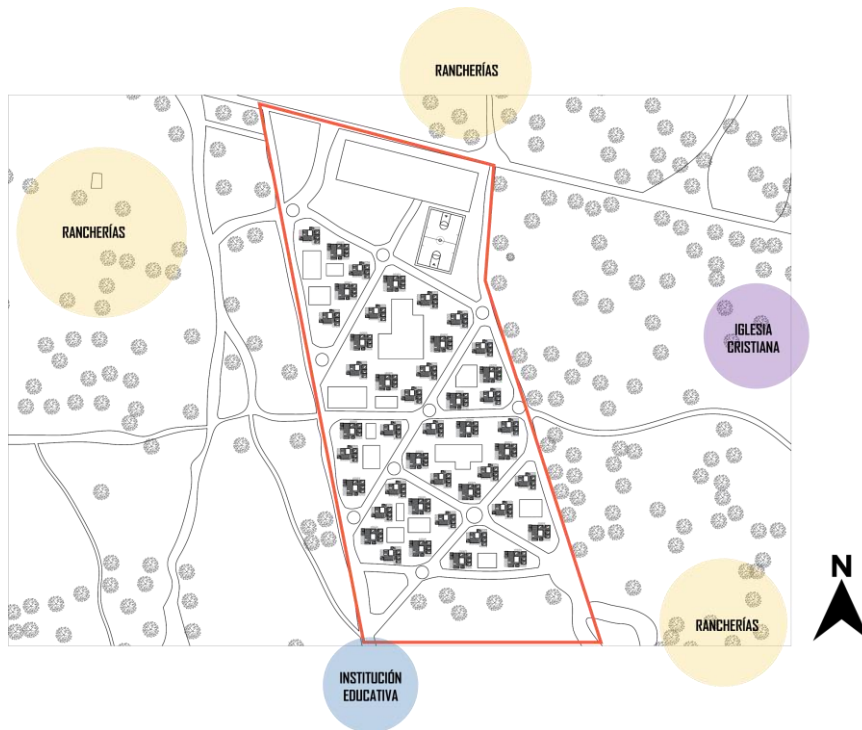 RANCHERÍAS
RANCHERÍAS
IGLESIA
CRISTIANA
N
RANCHERÍAS
INSTITUCIÓN
EDUCATIVA